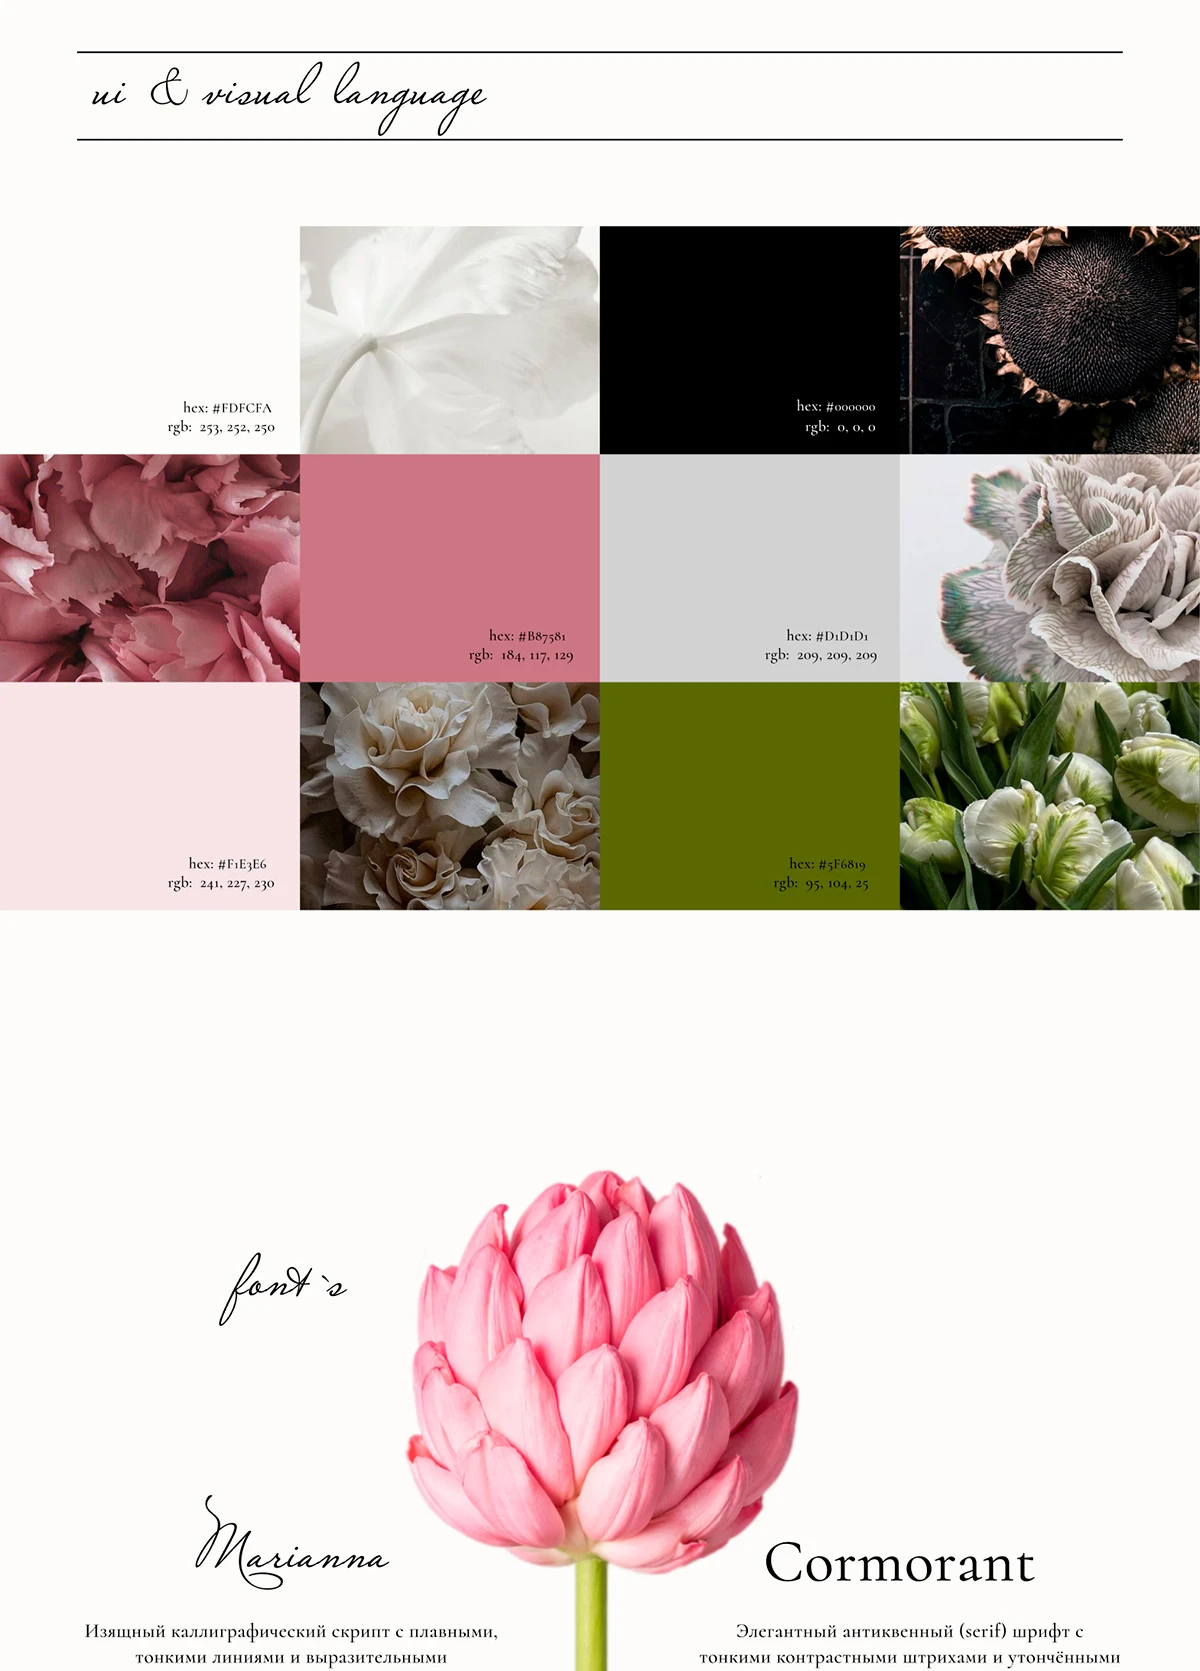 ui & visual language
hex: #FDFCFA
rgb: 253, 252, 250
hex: #000000
rgb: 0, 0, 0
hex: #B87581
rgb: 184, 117, 129
hex: #D1D1D1
rgb: 209, 209, 209
hex: #F1E3E6
rgb: 241, 227, 230
hex: #5F6819
rgb: 95, 104, 25
font`s
Marianna
Изящный каллиграфический скрипт с плавными,
тонкими линиями и выразительными
Cormorant
Элегантный антиквенный (serif) шрифт с
тонкими контрастными штрихами и утончёнными